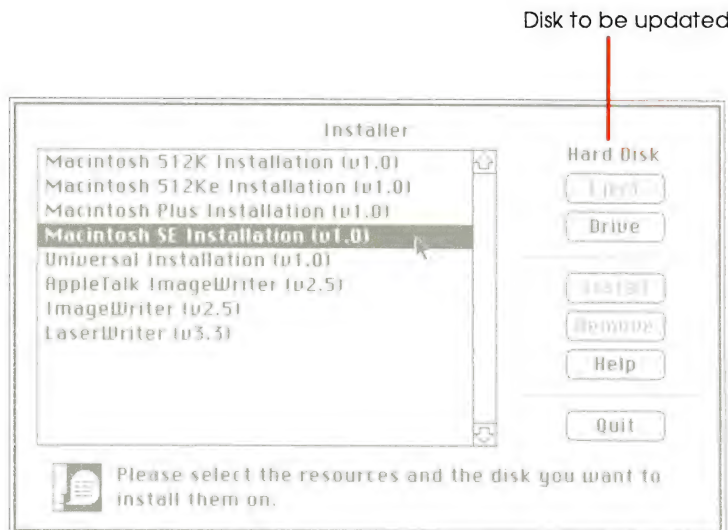 Disk to be updated
Installer
Macintosh 512K Installation (v1.0)
Macintosh 512Ke Installation (v1.0)
Macintosh Plus Installation (v1.0)
Macintosh SE Installation (v1.0)
Universal Installation (v1.0)
AppleTalk ImageWriter (v2.5)
ImageWriter (v2.5)
LaserWriter (v3.3)
Hard Disk
Eject
Drive
Install
Remove
Help
Quit
Please select the resources and the disk you want to
install them on.